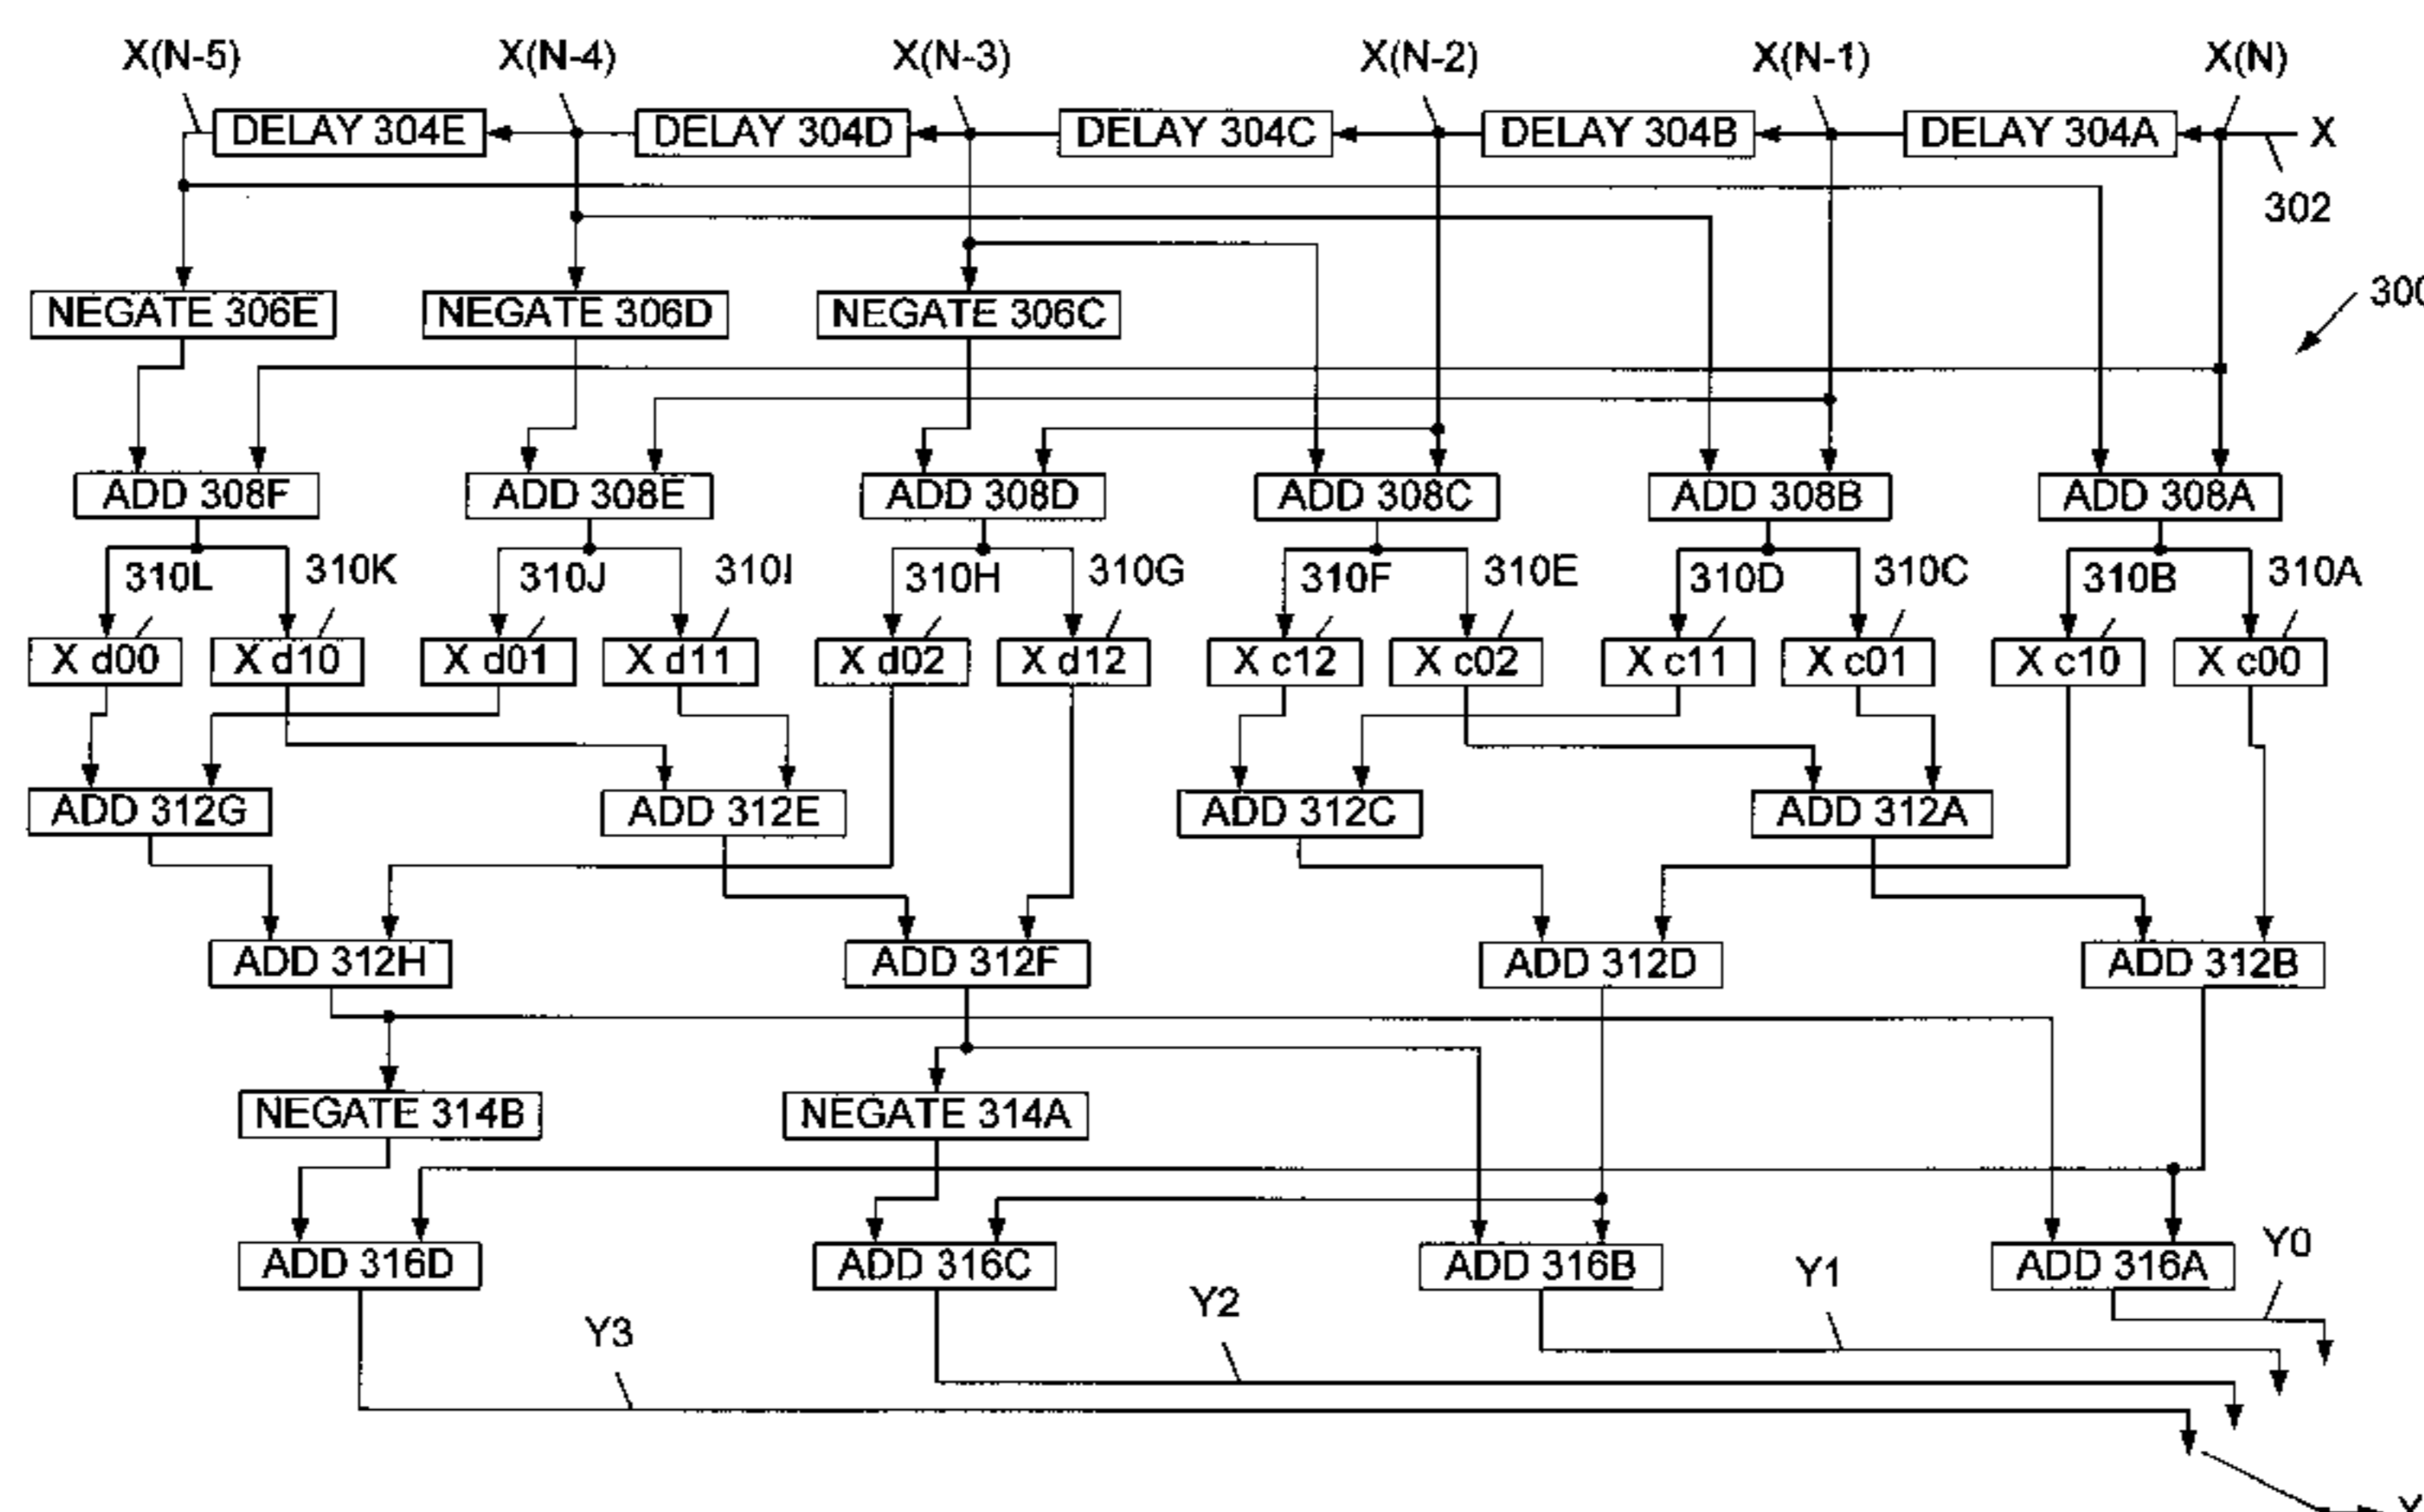 X(N-5) X(N-4) X(N-3) X(N-2) X(N-1) X(N)
DELAY 304E DELAY 304D DELAY 304C DELAY 304B DELAY 304A X
302
NEGATE 306E NEGATE 306D NEGATE 306C 300
ADD 308F ADD 308E ADD 308D ADD 308C ADD 308B ADD 308A
310L 310K 310J 310I 310H 310G 310F 310E 310D 310C 310B 310A
X d00 X d10 X d01 X d11 X d02 X d12 X c12 X c02 X c11 X c01 X c10 X c00
ADD 312G ADD 312E ADD 312C ADD 312A
ADD 312H ADD 312F ADD 312D ADD 312B
NEGATE 314B NEGATE 314A
ADD 316D ADD 316C ADD 316B ADD 316A
Y0
Y1
Y2
Y3